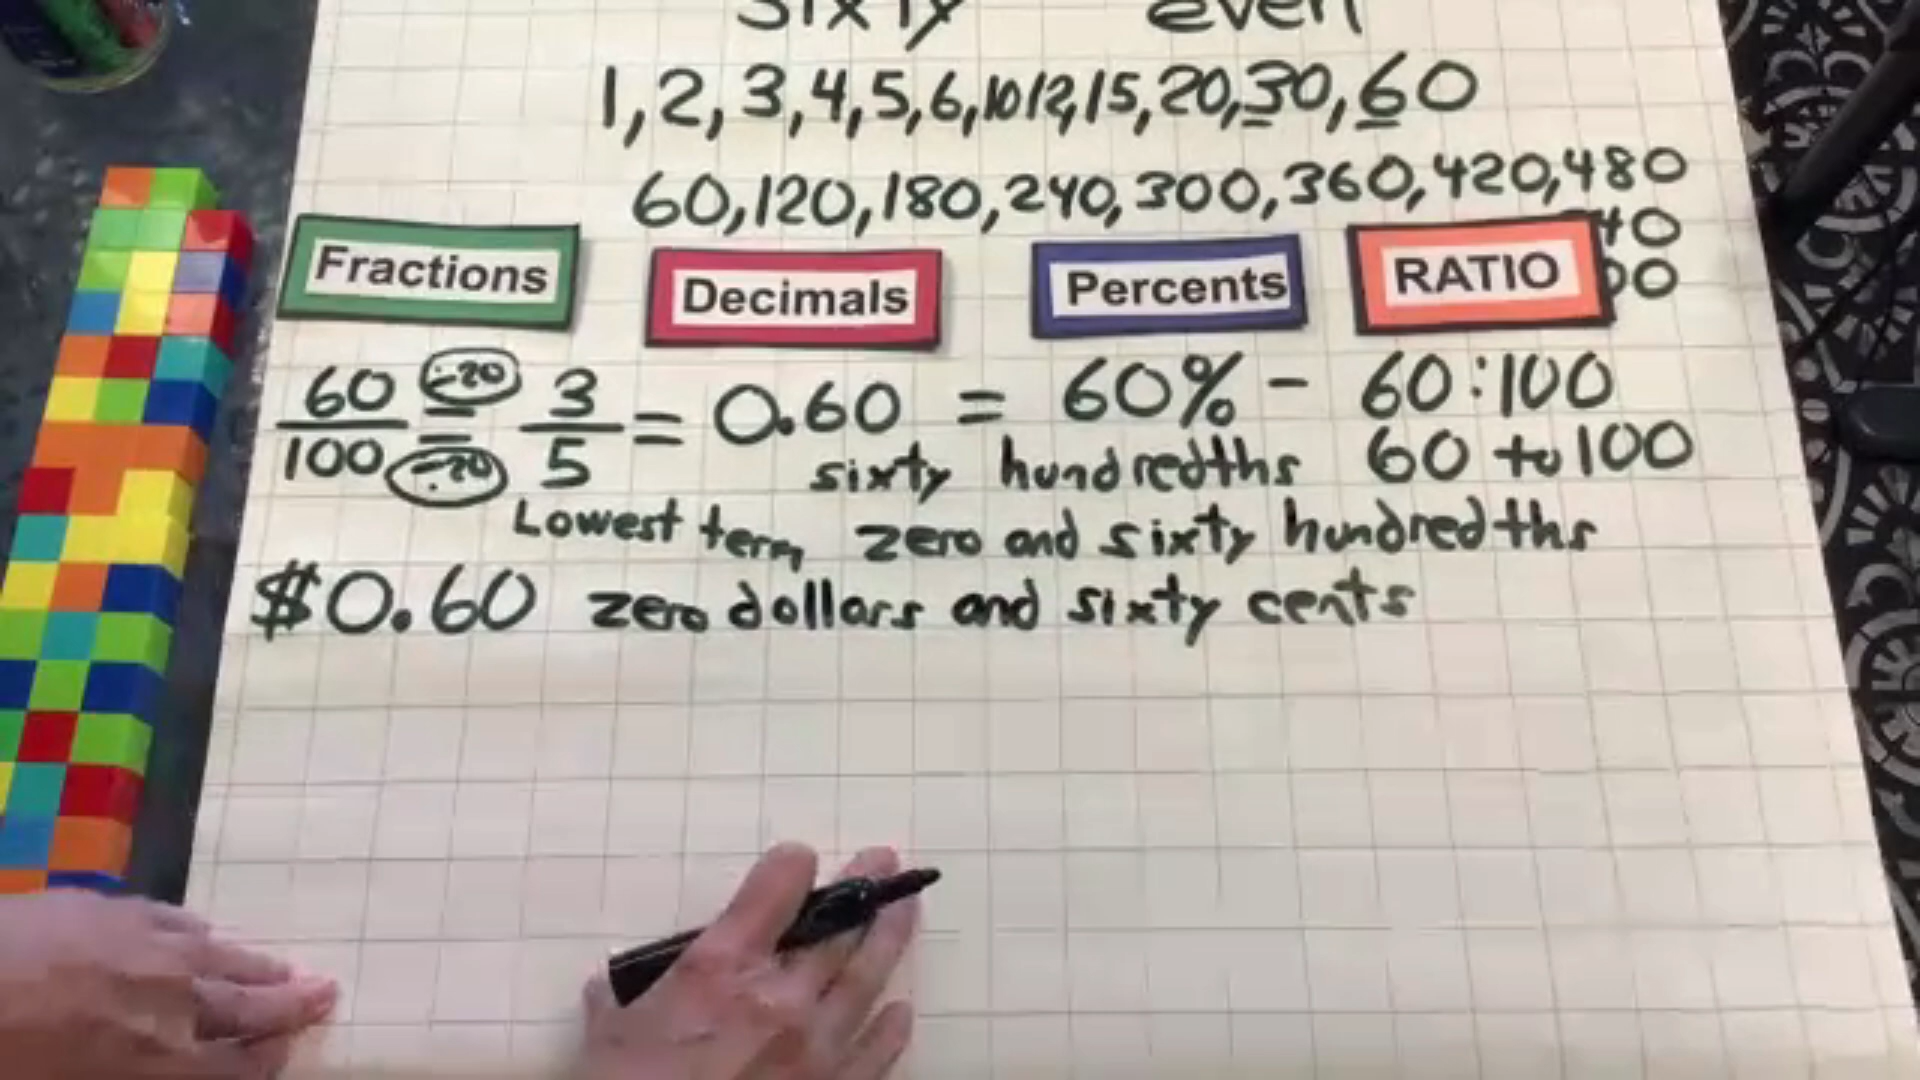 sixty even
1, 2, 3, 4, 5, 6, 10 12, 15, 20, 30, 60
60, 120, 180, 240, 300, 360, 420, 480
40
00
Fractions Decimals Percents RATIO
60/100 ÷20 ÷20 = 3/5 = 0.60 = 60% - 60:100
sixty hundredths 60 to 100
Lowest term zero and sixty hundredths
$0.60 zero dollars and sixty cents